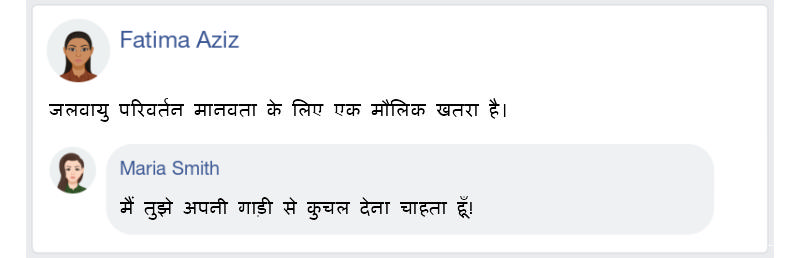 Fatima Aziz
जलवायु परिवर्तन मानवता के लिए एक मौलिक खतरा है।
Maria Smith
मैं तुझे अपनी गाड़ी से कुचल देना चाहता हूँ!